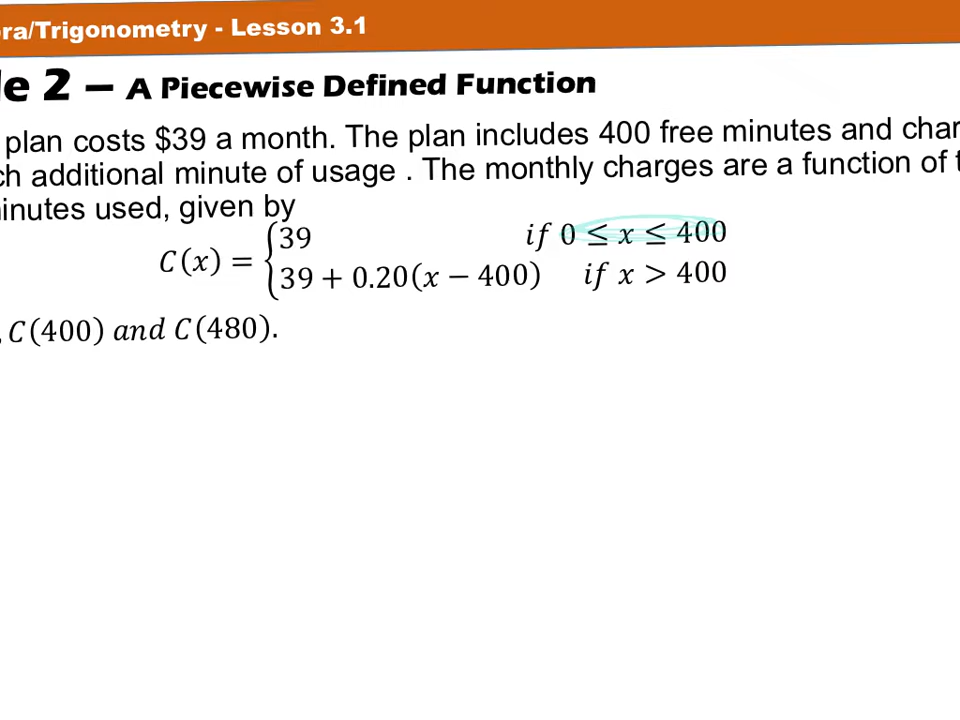 ra/Trigonometry - Lesson 3.1
le 2 – A Piecewise Defined Function
plan costs $39 a month. The plan includes 400 free minutes and char
ch additional minute of usage . The monthly charges are a function of t
inutes used, given by
C(x) = {39 if 0 ≤ x ≤ 400
39 + 0.20(x − 400) if x > 400
, C(400) and C(480).